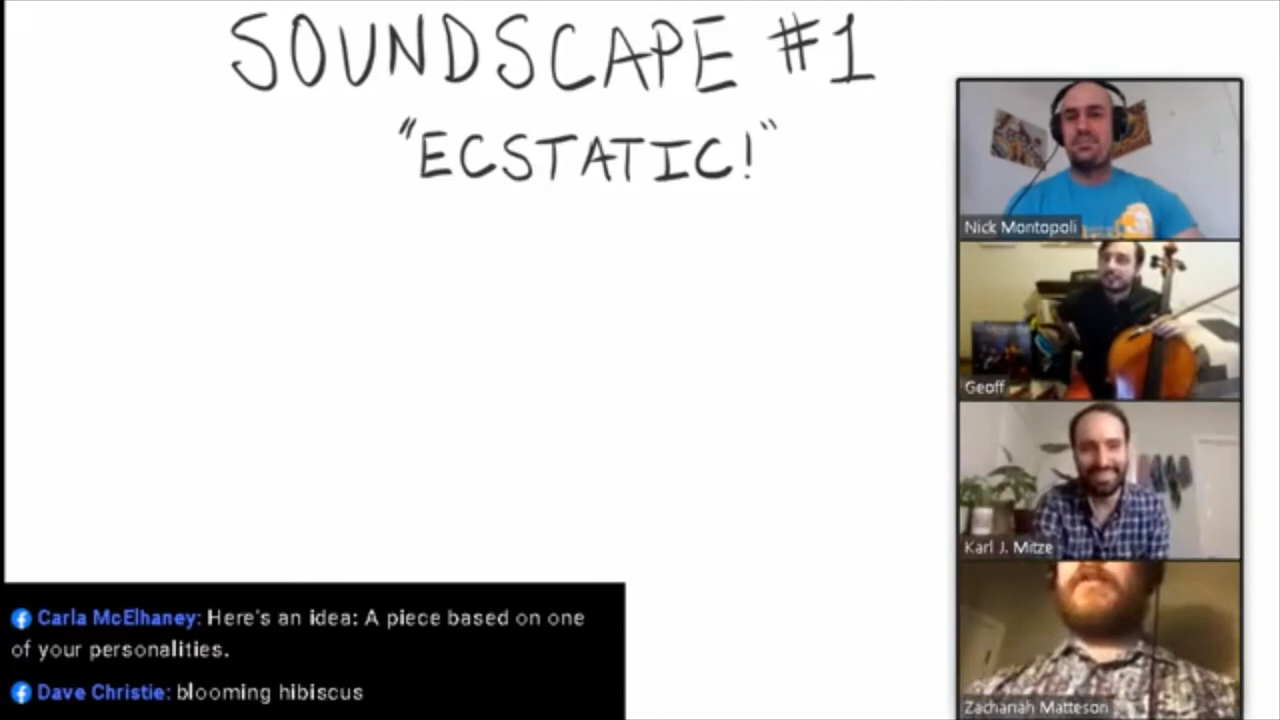 SOUNDSCAPE #1
"ECSTATIC!"
Nick Montopoli
Geoff
Karl J. Mitze
Zachariah Matteson
Carla McElhaney: Here's an idea: A piece based on one
of your personalities.
Dave Christie: blooming hibiscus